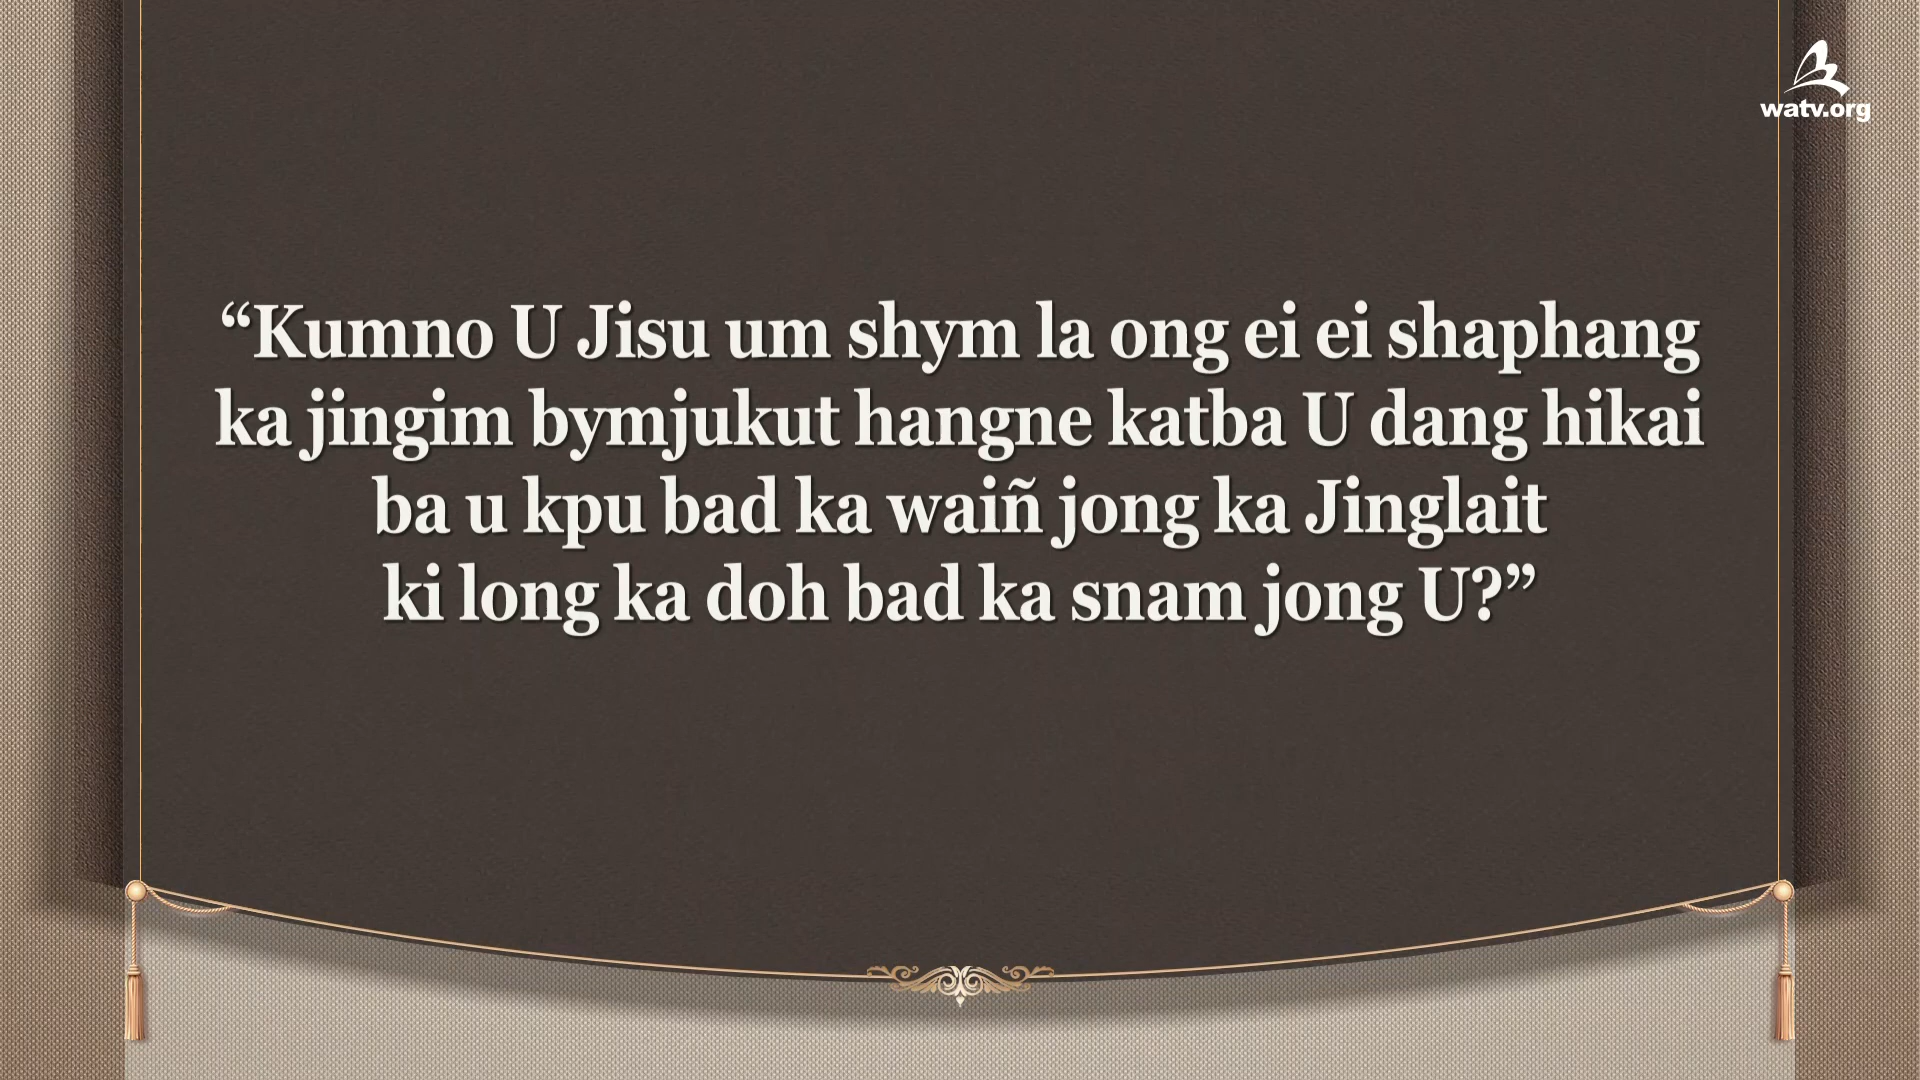 watv.org
“Kumno U Jisu um shym la ong ei ei shaphang
ka jingim bymjukut hangne katba U dang hikai
ba u kpu bad ka waiñ jong ka Jinglait
ki long ka doh bad ka snam jong U?”